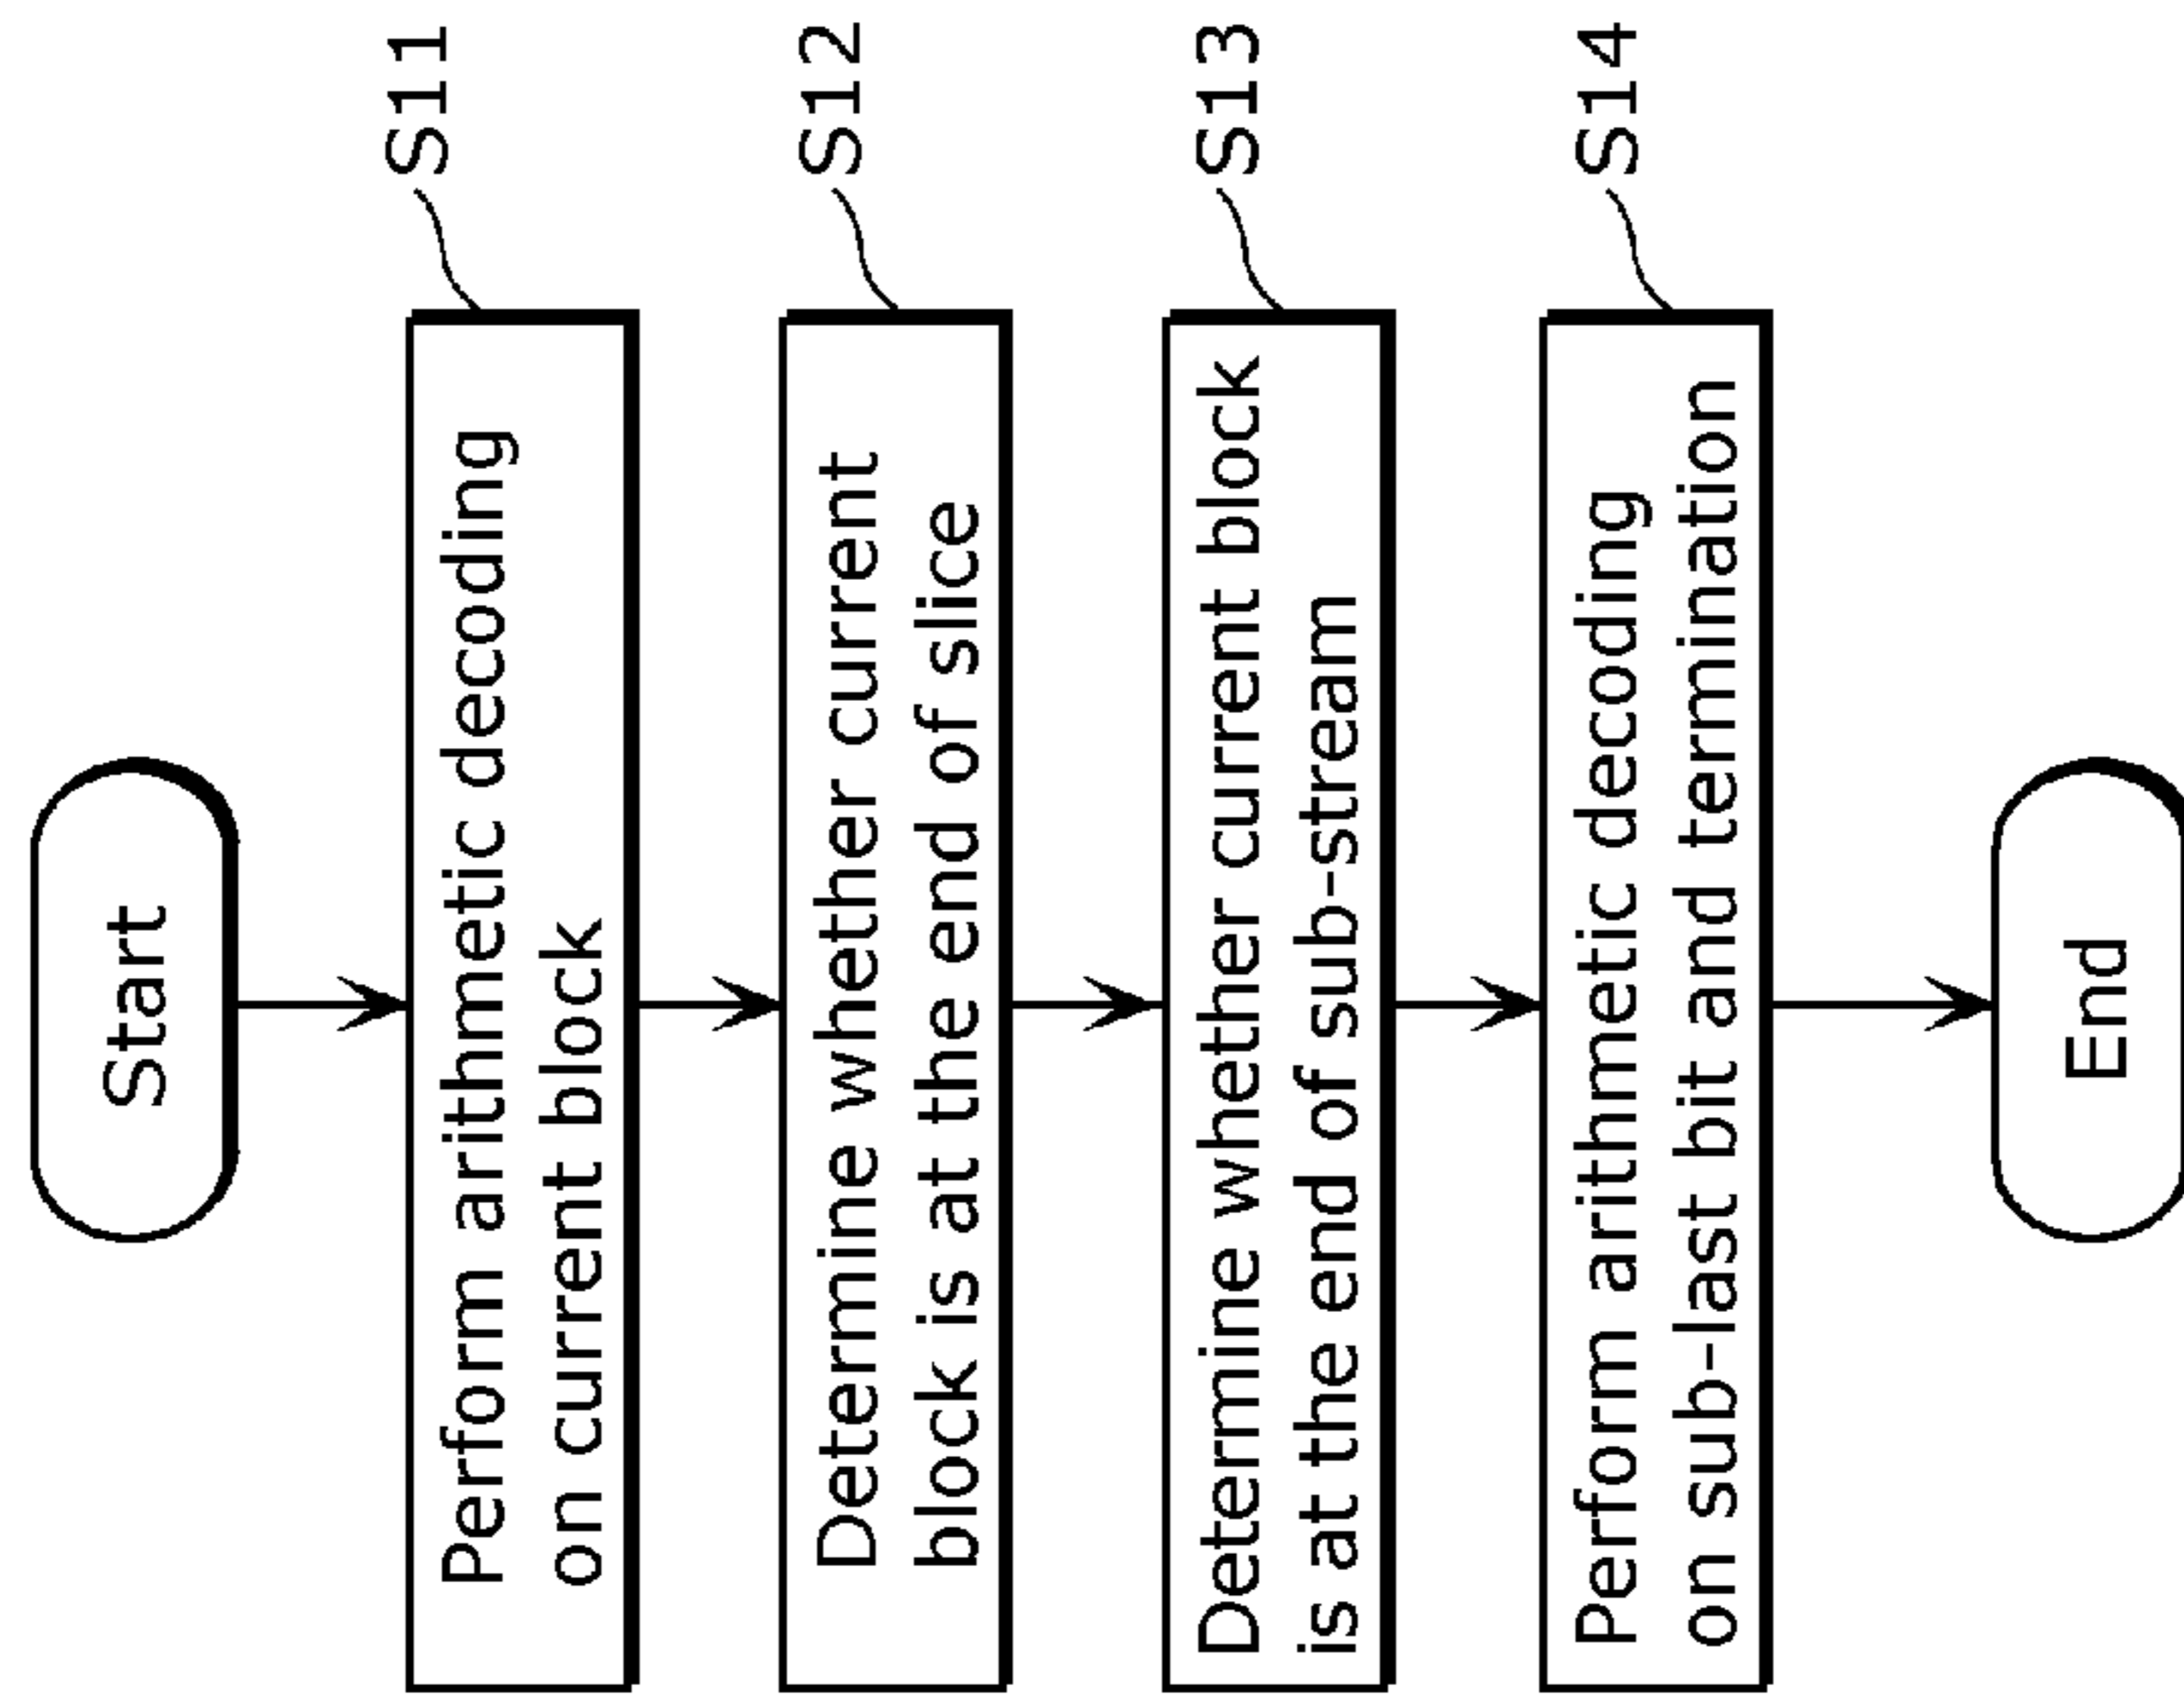 Start
S11
Perform arithmetic decoding
on current block
S12
Determine whether current
block is at the end of slice
S13
Determine whether current block
is at the end of sub-stream
S14
Perform arithmetic decoding
on sub-last bit and termination
End